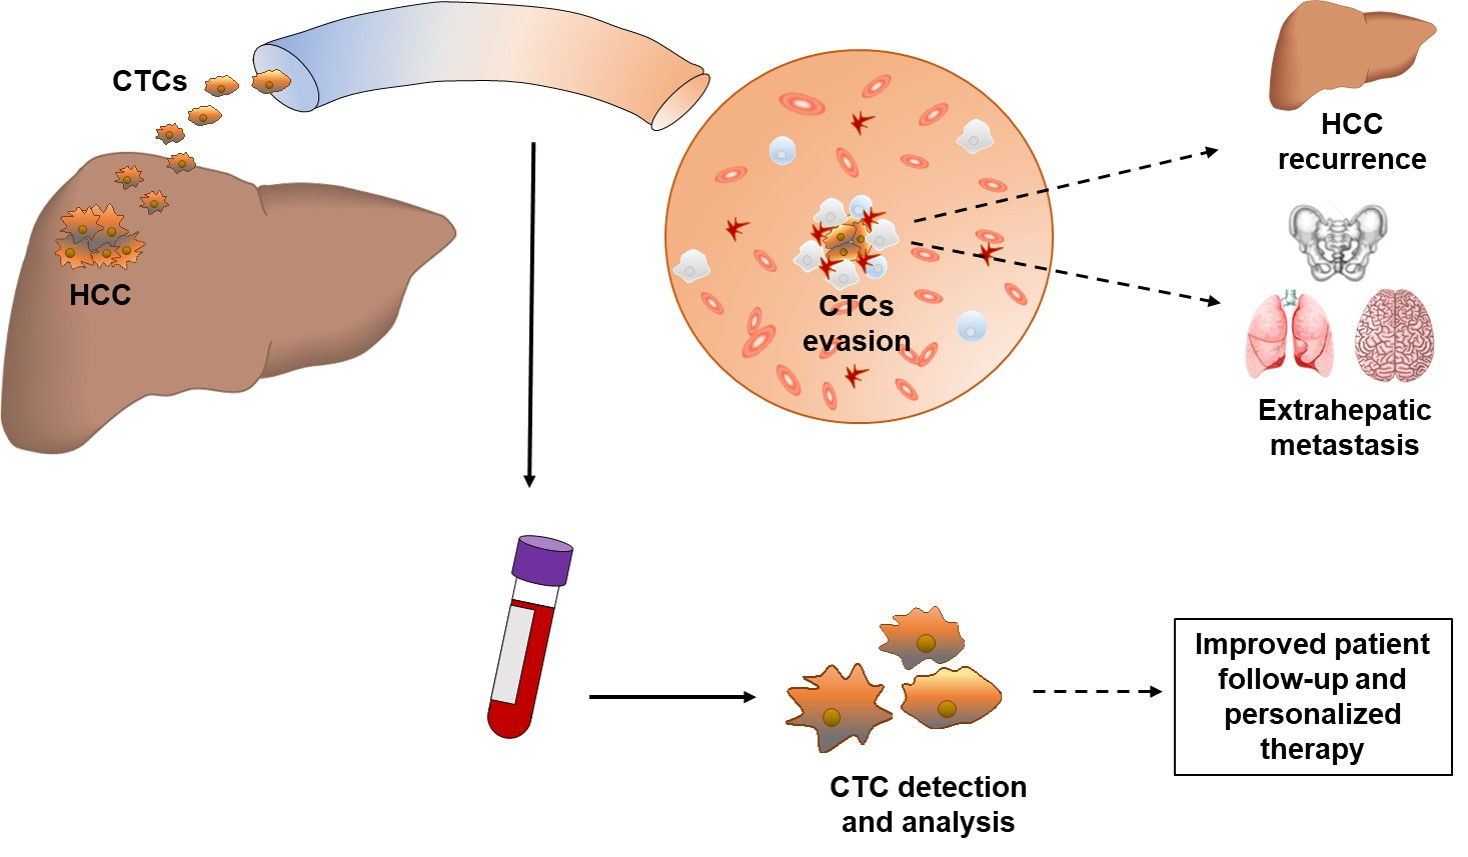 CTCs
HCC
CTCs
evasion
HCC
recurrence
Extrahepatic
metastasis
CTC detection
and analysis
Improved patient
follow-up and
personalized
therapy